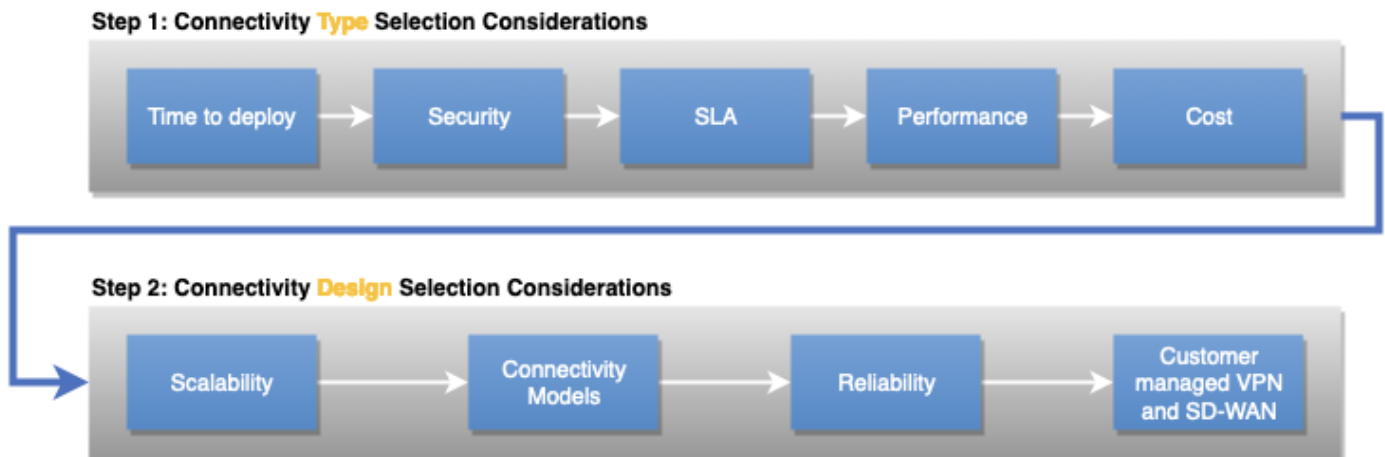 Step 1: Connectivity Type Selection Considerations
Time to deploy
Security
SLA
Performance
Cost
Step 2: Connectivity Design Selection Considerations
Scalability
Connectivity
Models
Reliability
Customer
managed VPN
and SD-WAN